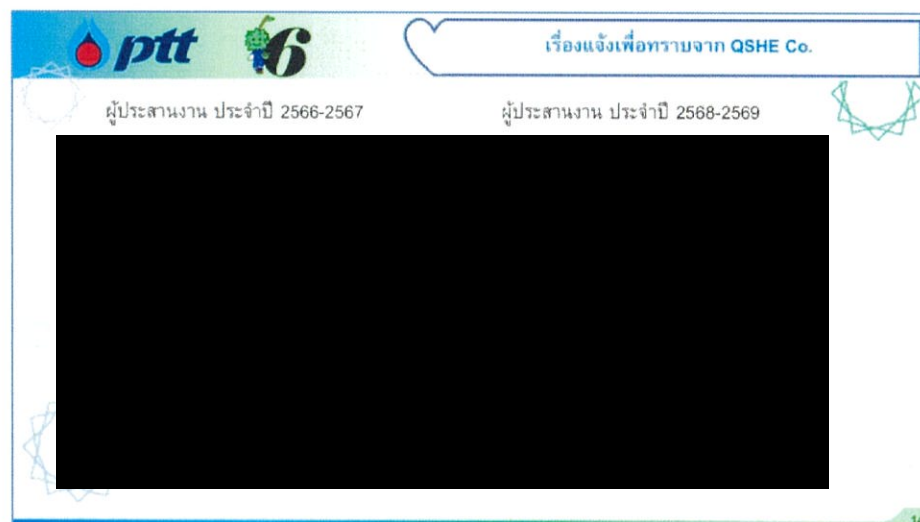 ptt
6
เรื่องแจ้งเพื่อทราบจาก QSHE Co.
ผู้ประสานงาน ประจำปี 2566-2567
ผู้ประสานงาน ประจำปี 2568-2569